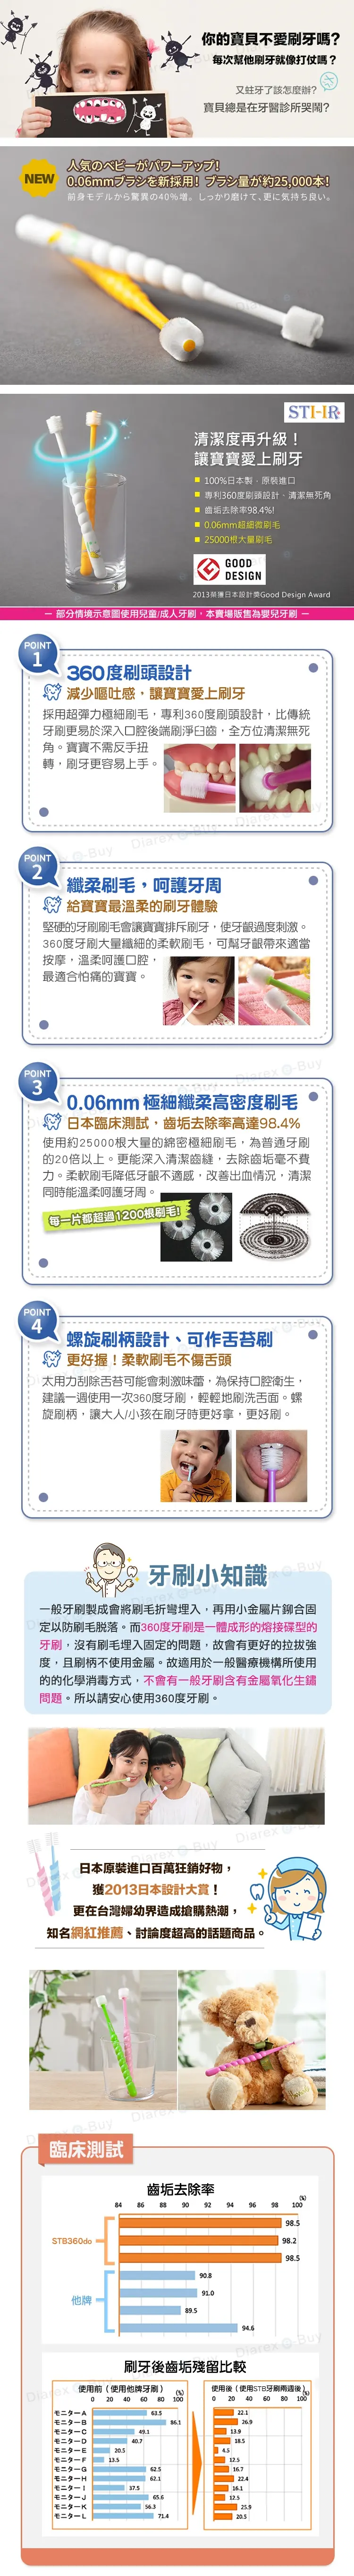 你的寶貝不愛刷牙嗎?
每次幫他刷牙就像打仗嗎?
又蛀牙了該怎麼辦?
寶貝總是在牙醫診所哭鬧?
NEW
人気のベビーがパワーアップ!
0.06mmブラシを新採用! ブラシ量が約25,000本!
前身モデルから驚異の40%増。しっかり磨けて、更に気持ち良い。
STI-IR
清潔度再升級!
讓寶寶愛上刷牙
100%日本製,原裝進口
專利360度刷頭設計、清潔無死角
齒垢去除率98.4%!
0.06mm超細微刷毛
25000根大量刷毛
GOOD
DESIGN
2013榮獲日本設計獎Good Design Award
— 部分情境示意圖使用兒童/成人牙刷,本賣場販售為嬰兒牙刷 —
POINT
1
360度刷頭設計
減少嘔吐感,讓寶寶愛上刷牙
採用超彈力極細刷毛,專利360度刷頭設計,比傳統
牙刷更易於深入口腔後端刷淨臼齒,全方位清潔無死
角。寶寶不需反手扭
轉,刷牙更容易上手。
POINT
2
纖柔刷毛,呵護牙周
給寶寶最溫柔的刷牙體驗
堅硬的牙刷刷毛會讓寶寶排斥刷牙,使牙齦過度刺激。
360度牙刷大量纖細的柔軟刷毛,可幫牙齦帶來適當
按摩,溫柔呵護口腔,
最適合怕痛的寶寶。
POINT
3
0.06mm 極細纖柔高密度刷毛
日本臨床測試,齒垢去除率高達98.4%
使用約25000根大量的綿密極細刷毛,為普通牙刷
的20倍以上。更能深入清潔齒縫,去除齒垢毫不費
力。柔軟刷毛降低牙齦不適感,改善出血情況,清潔
同時能溫柔呵護牙周。
每一片都超過1200根刷毛!
POINT
4
螺旋刷柄設計、可作舌苔刷
更好握!柔軟刷毛不傷舌頭
太用力刮除舌苔可能會刺激味蕾,為保持口腔衛生,
建議一週使用一次360度牙刷,輕輕地刷洗舌面。螺
旋刷柄,讓大人/小孩在刷牙時更好拿,更好刷。
牙刷小知識
一般牙刷製成會將刷毛折彎埋入,再用小金屬片鉚合固
定以防刷毛脫落。而360度牙刷是一體成形的熔接碟型的
牙刷,沒有刷毛埋入固定的問題,故會有更好的拉拔強
度,且刷柄不使用金屬。故適用於一般醫療機構所使用
的的化學消毒方式,不會有一般牙刷含有金屬氧化生鏽
問題。所以請安心使用360度牙刷。
日本原裝進口百萬狂銷好物,
獲2013日本設計大賞!
更在台灣婦幼界造成搶購熱潮,
知名網紅推薦、討論度超高的話題商品。
臨床測試
齒垢去除率
(%)
84 86 88 90 92 94 96 98 100
STB360do
98.5
98.2
98.5
他牌
90.8
91.0
89.5
94.6
刷牙後齒垢殘留比較
使用前(使用他牌牙刷) (%)
0 20 40 60 80 100
使用後(使用STB牙刷兩週後) (%)
0 20 40 60 80 100
モニターA 63.5 22.1
モニターB 86.1 26.9
モニターC 49.1 13.9
モニターD 40.7 18.5
モニターE 20.5 4.5
モニターF 13.5 12.5
モニターG 62.5 16.7
モニターH 62.1 22.4
モニターI 37.5 16.1
モニターJ 65.6 12.5
モニターK 56.3 25.9
モニターL 71.4 20.5